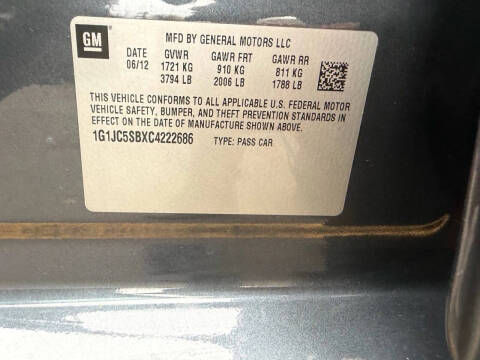 GM
MFD BY GENERAL MOTORS LLC
DATE GVWR GAWR FRT GAWR RR
06/12 1721 KG 910 KG 811 KG
3794 LB 2006 LB 1788 LB
THIS VEHICLE CONFORMS TO ALL APPLICABLE U.S. FEDERAL MOTOR
VEHICLE SAFETY, BUMPER, AND THEFT PREVENTION STANDARDS IN
EFFECT ON THE DATE OF MANUFACTURE SHOWN ABOVE.
1G1JC5SBXC4222686 TYPE: PASS CAR